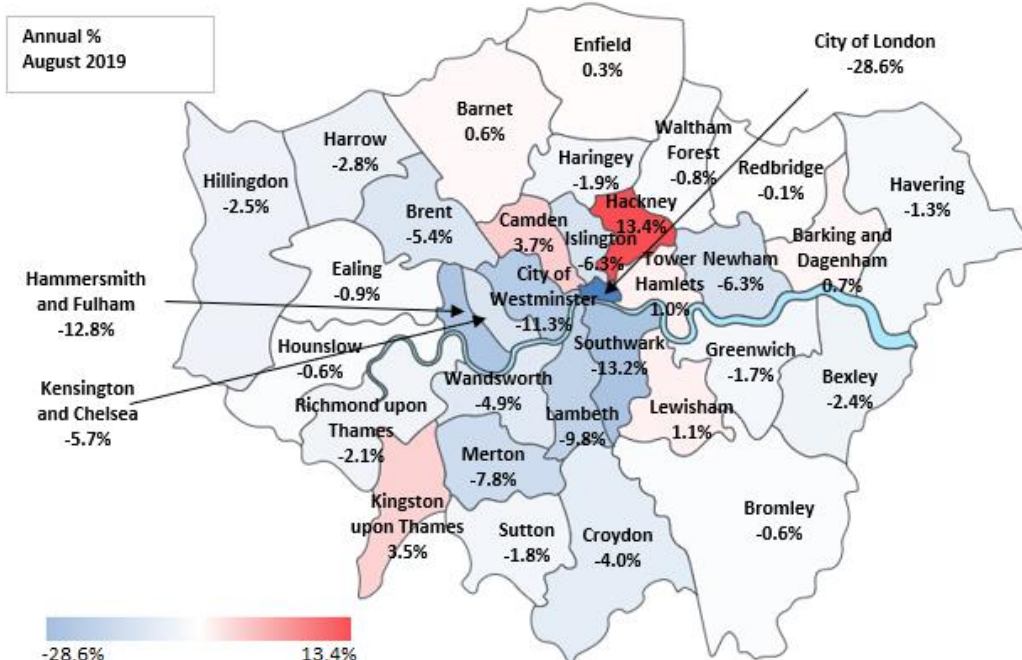 Annual %
August 2019
Enfield
0.3%
City of London
-28.6%
Barnet
0.6%
Harrow
-2.8%
Haringey
-1.9%
Waltham
Forest
-0.8%
Redbridge
-0.1%
Havering
-1.3%
Hillingdon
-2.5%
Brent
-5.4%
Camden
3.7%
Islington
-6.3%
Hackney
13.4%
Barking and
Dagenham
0.7%
Ealing
-0.9%
City of
Westminster
-11.3%
Tower
Hamlets
1.0%
Newham
-6.3%
Hammersmith
and Fulham
-12.8%
Hounslow
-0.6%
Southwark
-13.2%
Greenwich
-1.7%
Bexley
-2.4%
Kensington
and Chelsea
-5.7%
Richmond upon
Thames
-2.1%
Wandsworth
-4.9%
Lambeth
-9.8%
Lewisham
1.1%
Merton
-7.8%
Kingston
upon Thames
3.5%
Sutton
-1.8%
Croydon
-4.0%
Bromley
-0.6%
-28.6%
13.4%